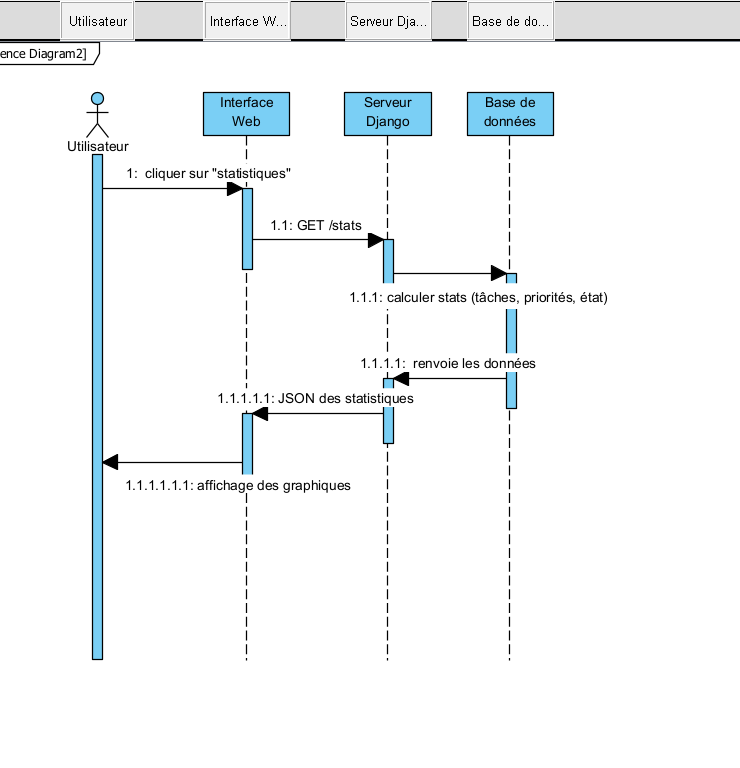 Utilisateur
Interface W...
Serveur Dja...
Base de do...
ence Diagram2]
Interface
Web
Serveur
Django
Base de
données
Utilisateur
1:  cliquer sur "statistiques"
1.1: GET /stats
1.1.1: calculer stats (tâches, priorités, état)
1.1.1.1:  renvoie les données
1.1.1.1.1: JSON des statistiques
1.1.1.1.1.1: affichage des graphiques